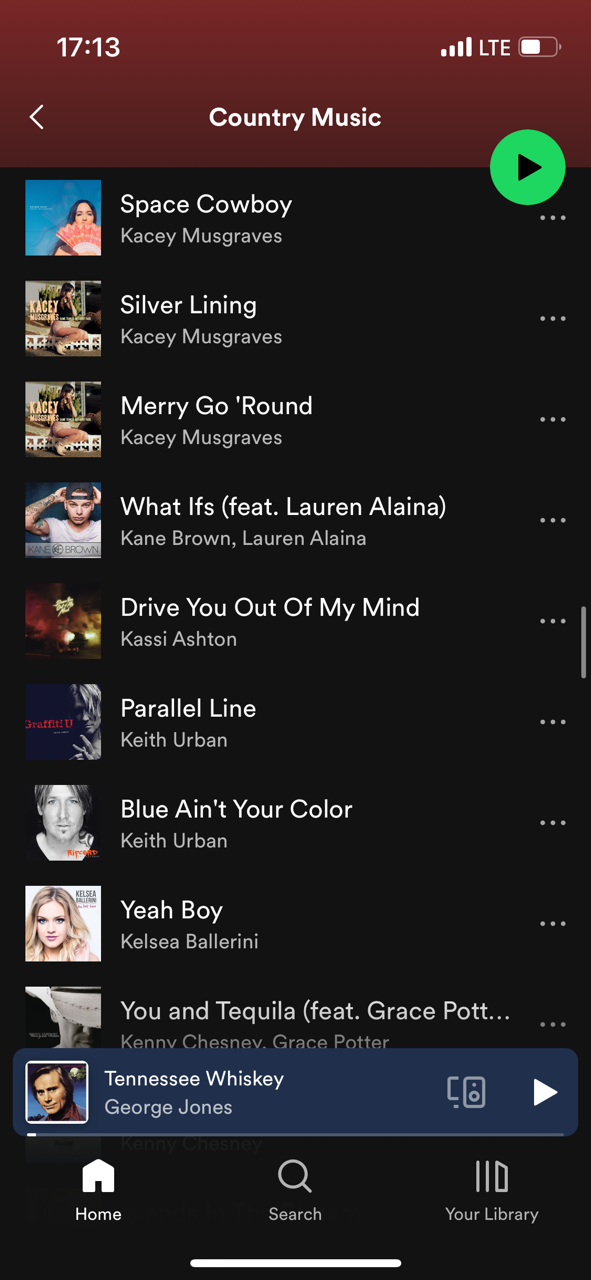 17:13
LTE
Country Music
Space Cowboy
Kacey Musgraves
KACEY
MUSGRAVES
Silver Lining
Kacey Musgraves
KACEY
MUSGRAVES
Merry Go 'Round
Kacey Musgraves
What Ifs (feat. Lauren Alaina)
Kane Brown, Lauren Alaina
KANE BROWN
Drive You Out Of My Mind
Kassi Ashton
Graffiti U
Parallel Line
Keith Urban
Blue Ain't Your Color
Keith Urban
RipCORD
KELSEA
BALLERINI
Yeah Boy
Kelsea Ballerini
You and Tequila (feat. Grace Pott...
Kenny Chesney, Grace Potter
Tennessee Whiskey
George Jones
Kenny Chesney
Home
Search
Your Library